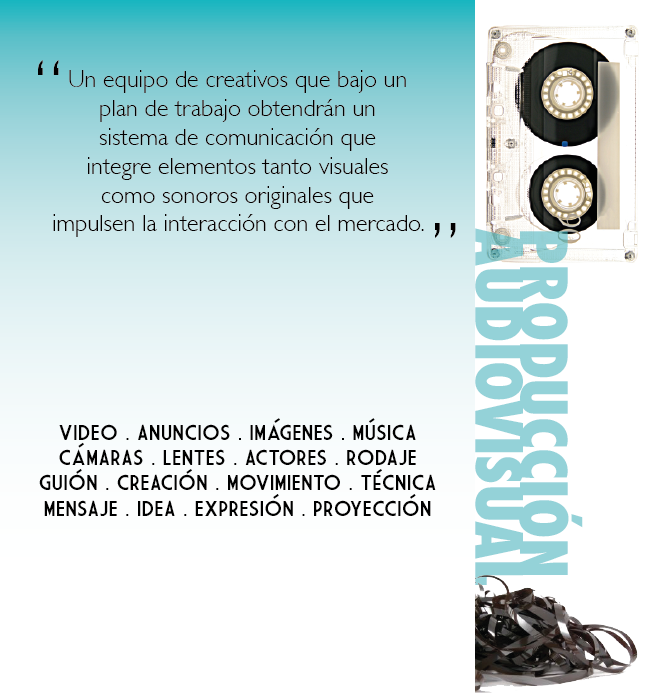 “Un equipo de creativos que bajo un
plan de trabajo obtendrán un
sistema de comunicación que
integre elementos tanto visuales
como sonoros originales que
impulsen la interacción con el mercado.”
VIDEO . ANUNCIOS . IMÁGENES . MÚSICA
CÁMARAS . LENTES . ACTORES . RODAJE
GUIÓN . CREACIÓN . MOVIMIENTO . TÉCNICA
MENSAJE . IDEA . EXPRESIÓN . PROYECCIÓN
PRODUCCIÓN
AUDIOVISUAL